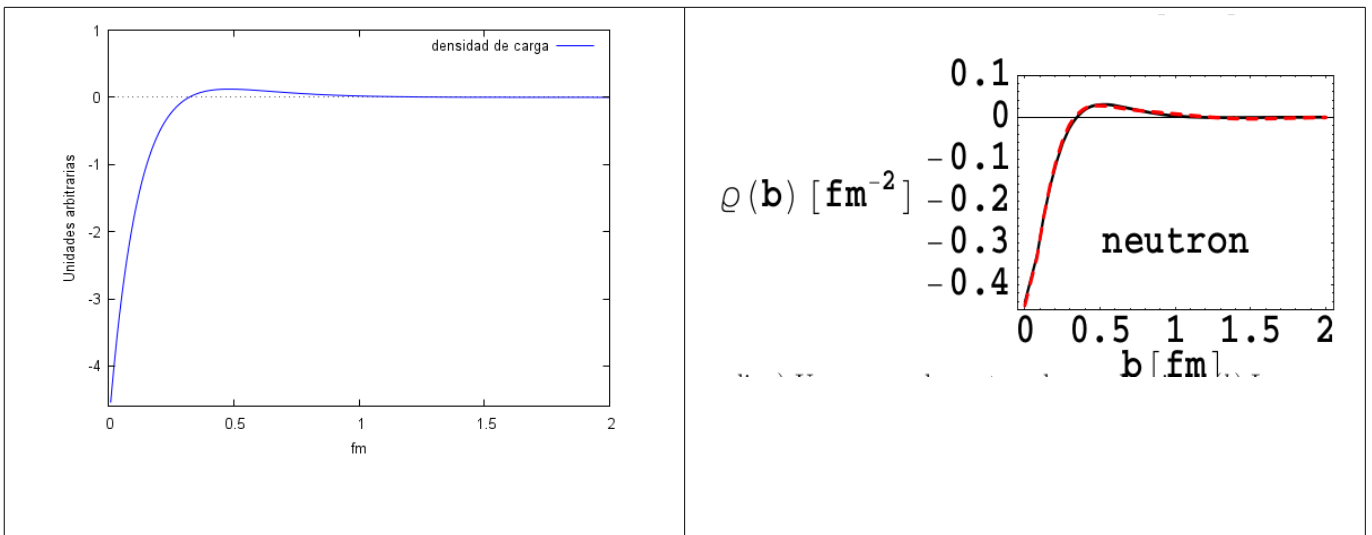 densidad de carga
1
0
-1
-2
-3
-4
Unidades arbitrarias
0 0.5 1 1.5 2
fm
0.1
0
-0.1
-0.2
-0.3
-0.4
ϱ(b) [fm⁻²]
neutron
0 0.5 1 1.5 2
b[fm]